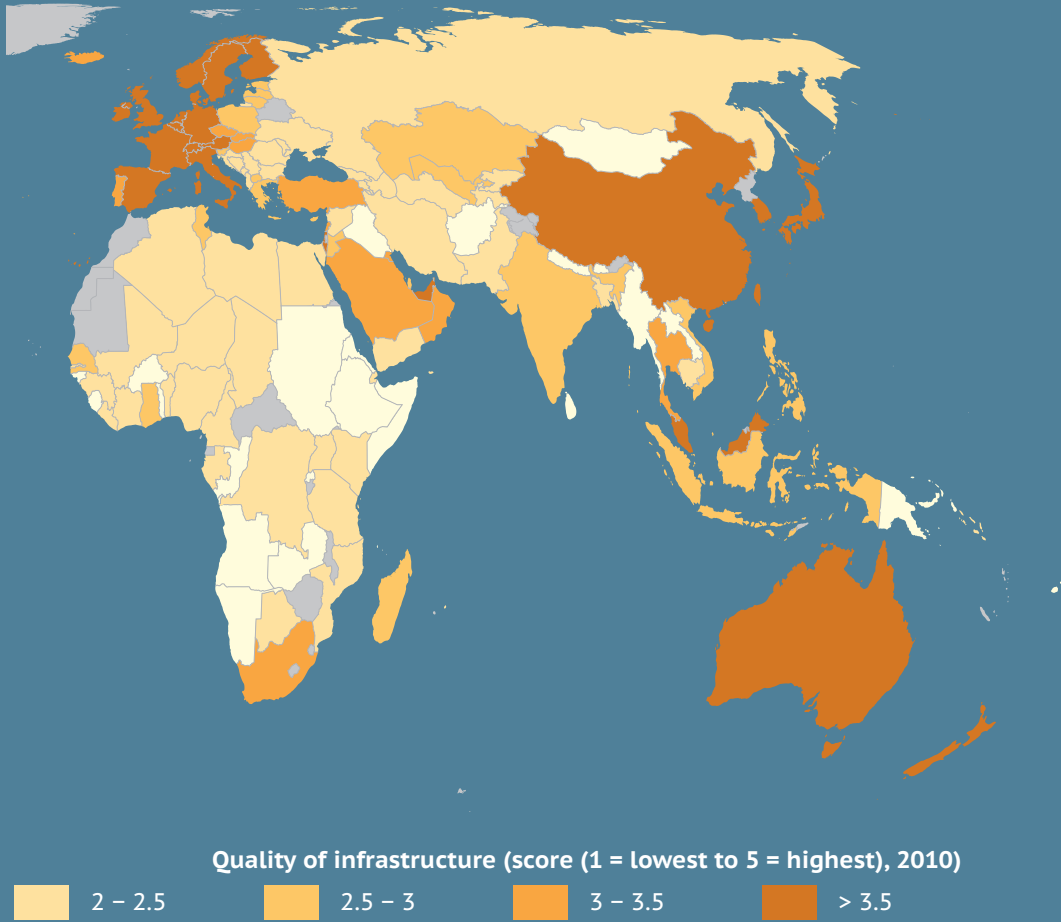 Quality of infrastructure (score (1 = lowest to 5 = highest), 2010)
2 – 2.5 2.5 – 3 3 – 3.5 > 3.5